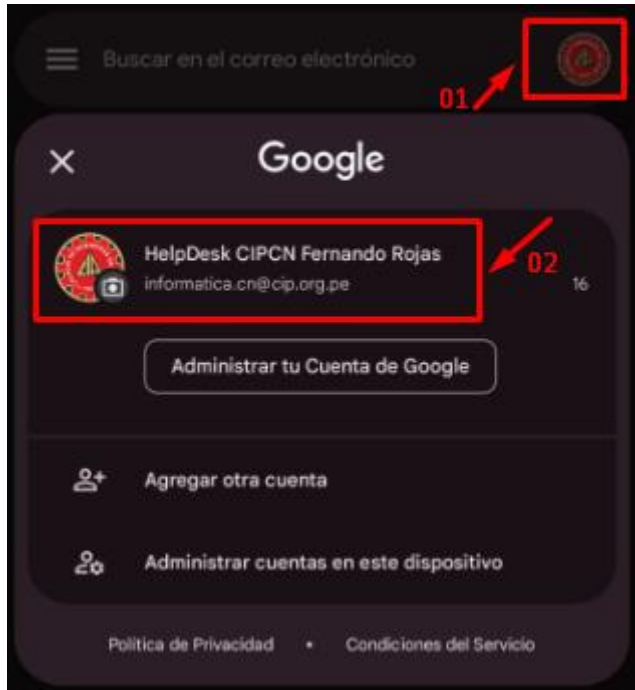 Buscar en el correo electrónico
01
Google
HelpDesk CIPCN Fernando Rojas
02
informatica.cn@cip.org.pe
16
Administrar tu Cuenta de Google
Agregar otra cuenta
Administrar cuentas en este dispositivo
Política de Privacidad • Condiciones del Servicio